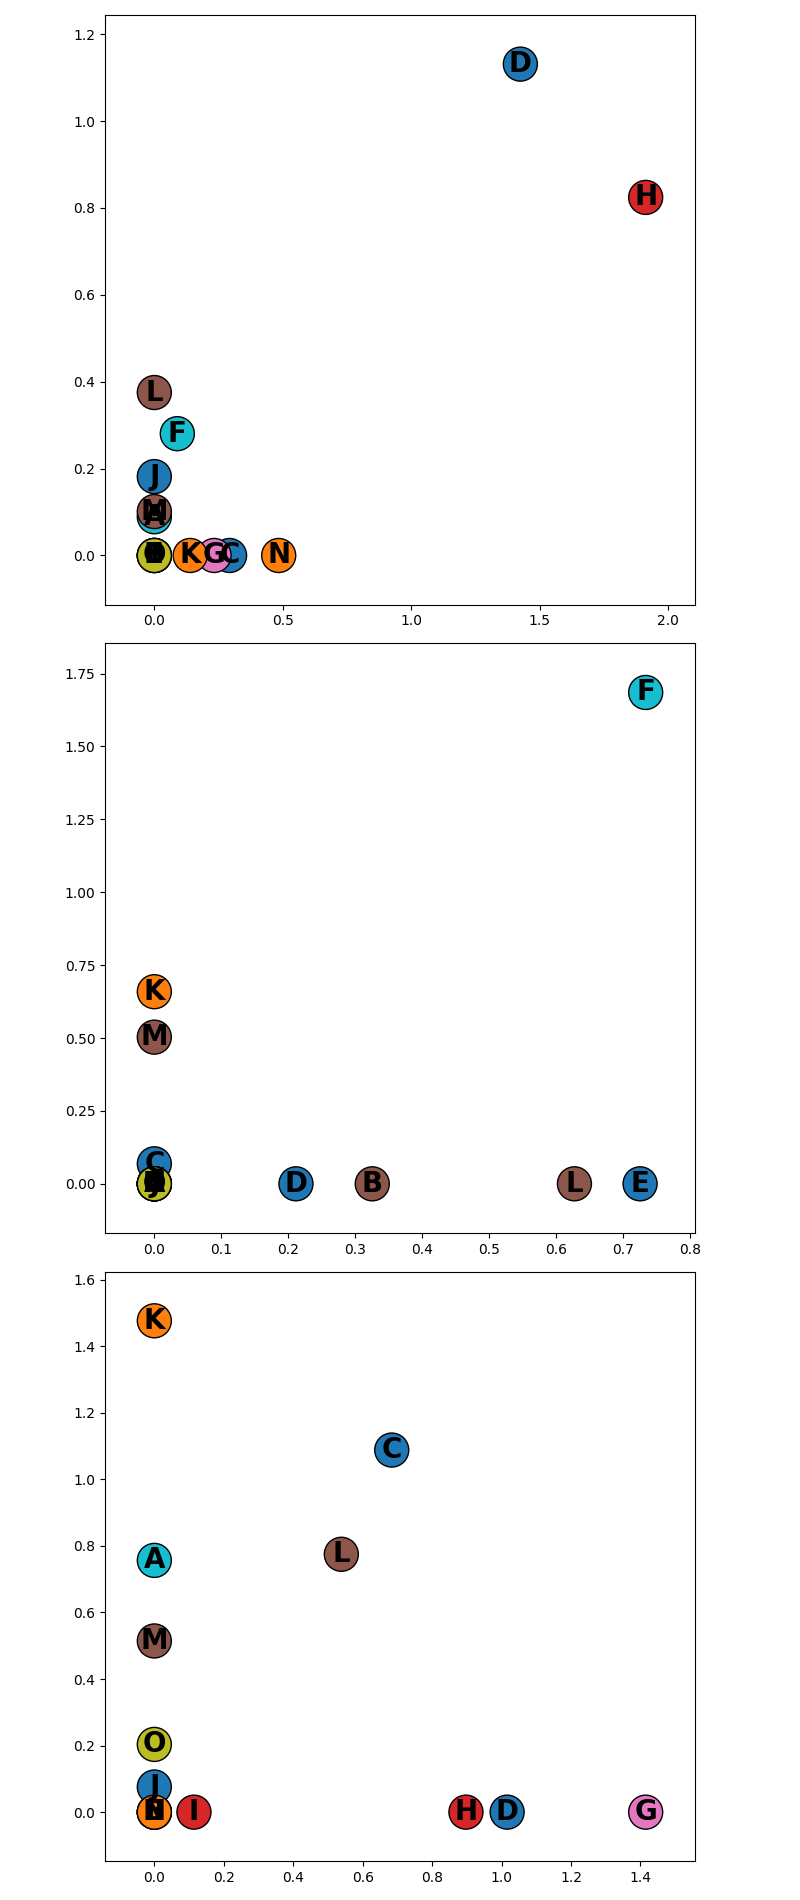 1.2
D
1.0
0.8
H
0.6
0.4
L
F
0.2
J
M
A
0.0
K G C N
0.0 0.5 1.0 1.5 2.0
1.75
F
1.50
1.25
1.00
0.75
K
0.50
M
0.25
C
0.00
D B L E
0.0 0.1 0.2 0.3 0.4 0.5 0.6 0.7 0.8
1.6
K
1.4
1.2
C
1.0
0.8
A
L
0.6
M
0.4
0.2
O
J
0.0
I H D G
0.0 0.2 0.4 0.6 0.8 1.0 1.2 1.4